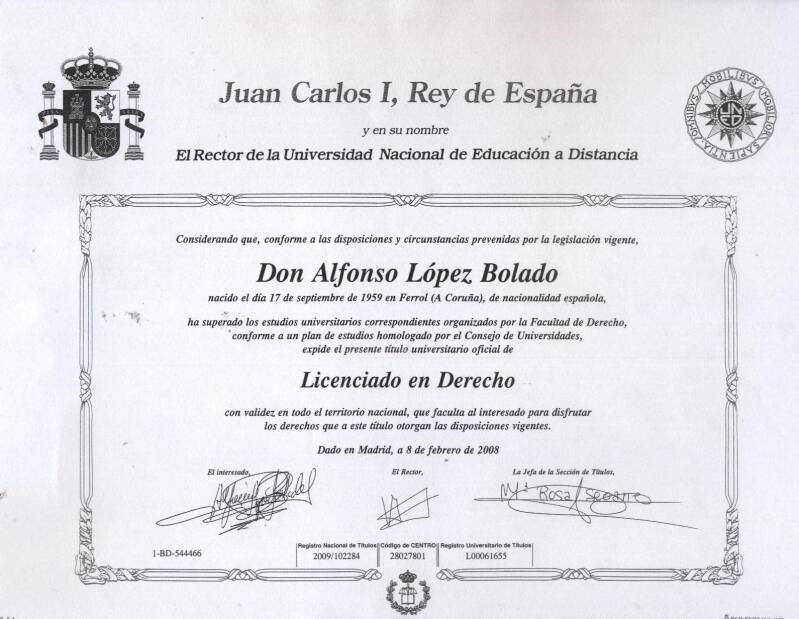 Juan Carlos I, Rey de España
y en su nombre
El Rector de la Universidad Nacional de Educación a Distancia
OMNIBVS MOBILIBVS MOBILIOR SAPIENTIA
UNED
Considerando que, conforme a las disposiciones y circunstancias prevenidas por la legislación vigente,
Don Alfonso López Bolado
nacido el día 17 de septiembre de 1959 en Ferrol (A Coruña), de nacionalidad española,
ha superado los estudios universitarios correspondientes organizados por la Facultad de Derecho,
conforme a un plan de estudios homologado por el Consejo de Universidades,
expide el presente título universitario oficial de
Licenciado en Derecho
con validez en todo el territorio nacional, que faculta al interesado para disfrutar
los derechos que a este título otorgan las disposiciones vigentes.
Dado en Madrid, a 8 de febrero de 2008
El interesado, El Rector, La Jefa de la Sección de Títulos,
Mª Rosa Segarra
1-BD-544466
Registro Nacional de Títulos Código de CENTRO Registro Universitario de Títulos
2009/102284 28027801 L00061655